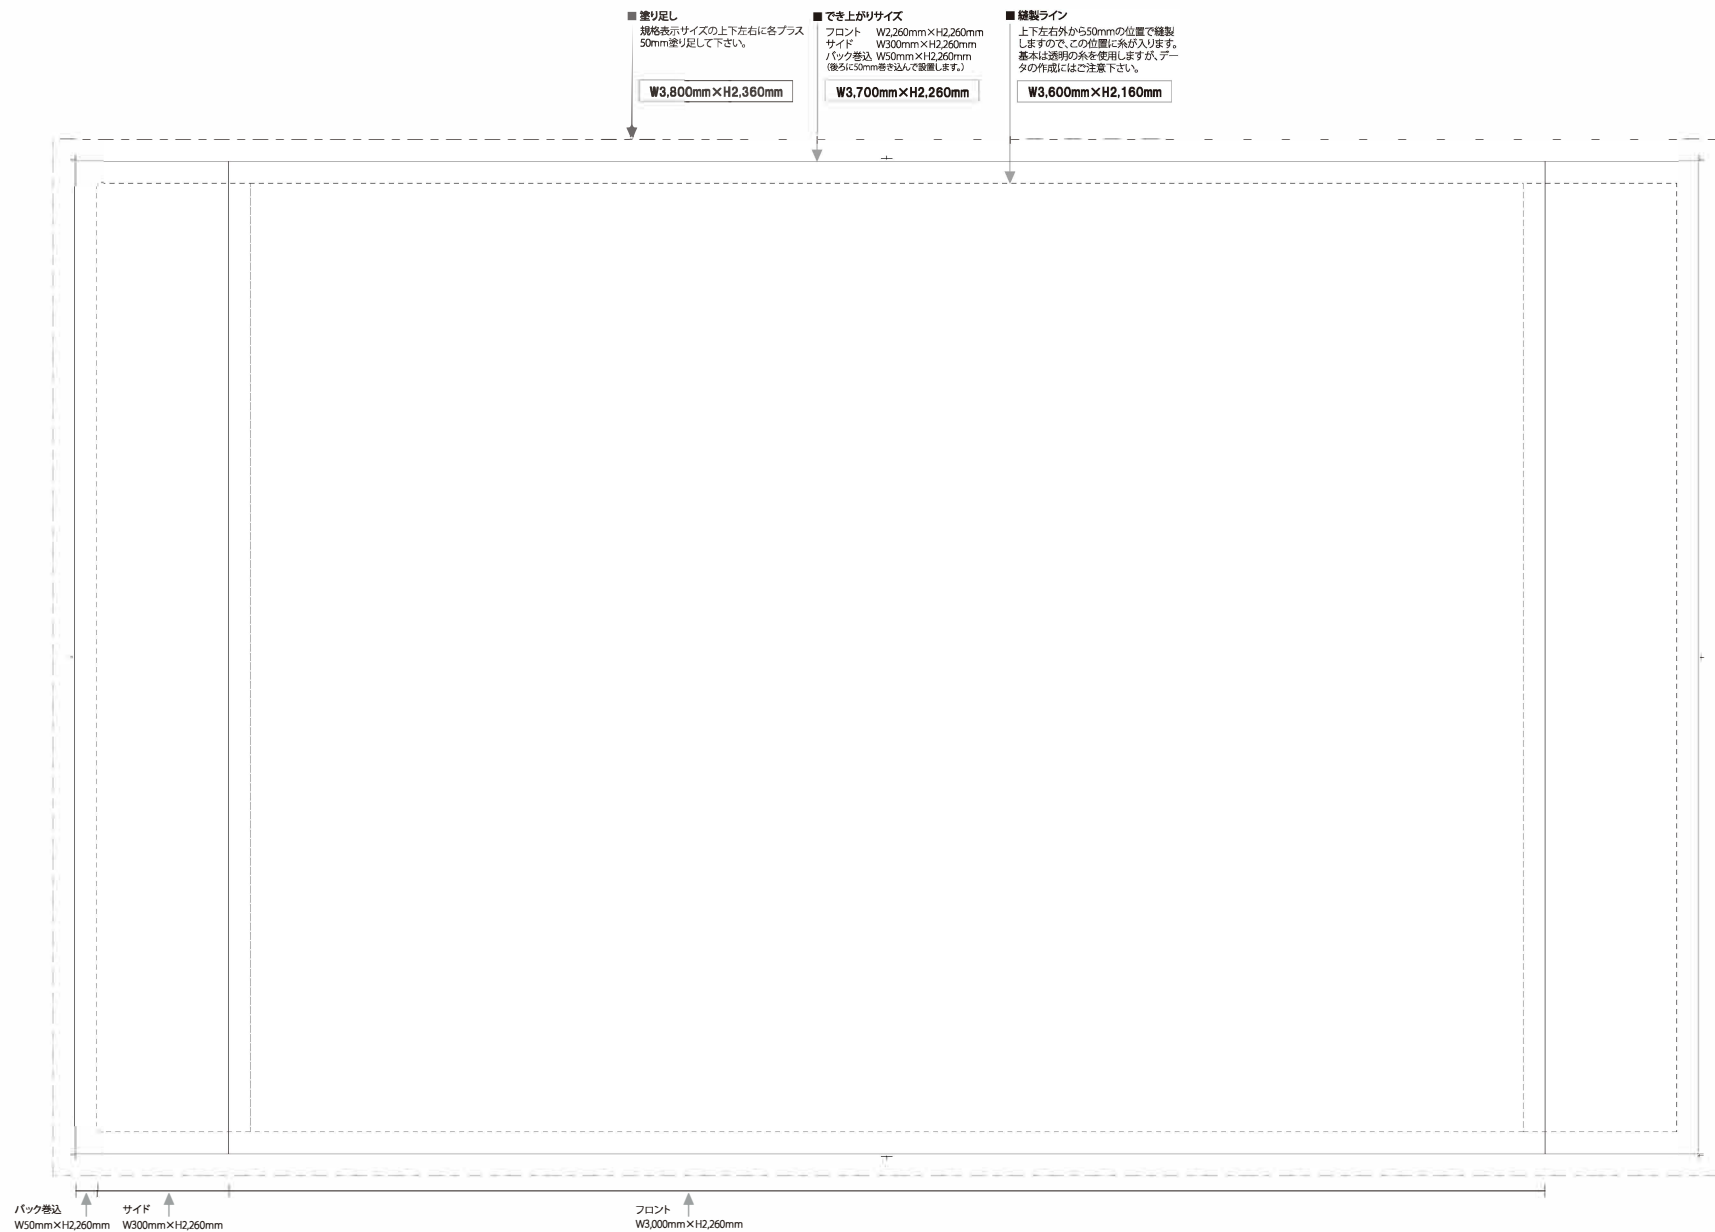 ■ 塗り足し
規格表示サイズの上下左右に各プラス
50mm塗り足して下さい。
W3,800mm×H2,360mm
■ でき上がりサイズ
フロント W2,260mm×H2,260mm
サイド W300mm×H2,260mm
バック巻込 W50mm×H2,260mm
(後ろに50mm巻き込んで設置します。)
W3,700mm×H2,260mm
■ 縫製ライン
上下左右外から50mmの位置で縫製
しますので、この位置に糸が入ります。
基本は透明の糸を使用しますが、デー
タの作成にはご注意下さい。
W3,600mm×H2,160mm
バック巻込
W50mm×H2,260mm
サイド
W300mm×H2,260mm
フロント
W3,000mm×H2,260mm